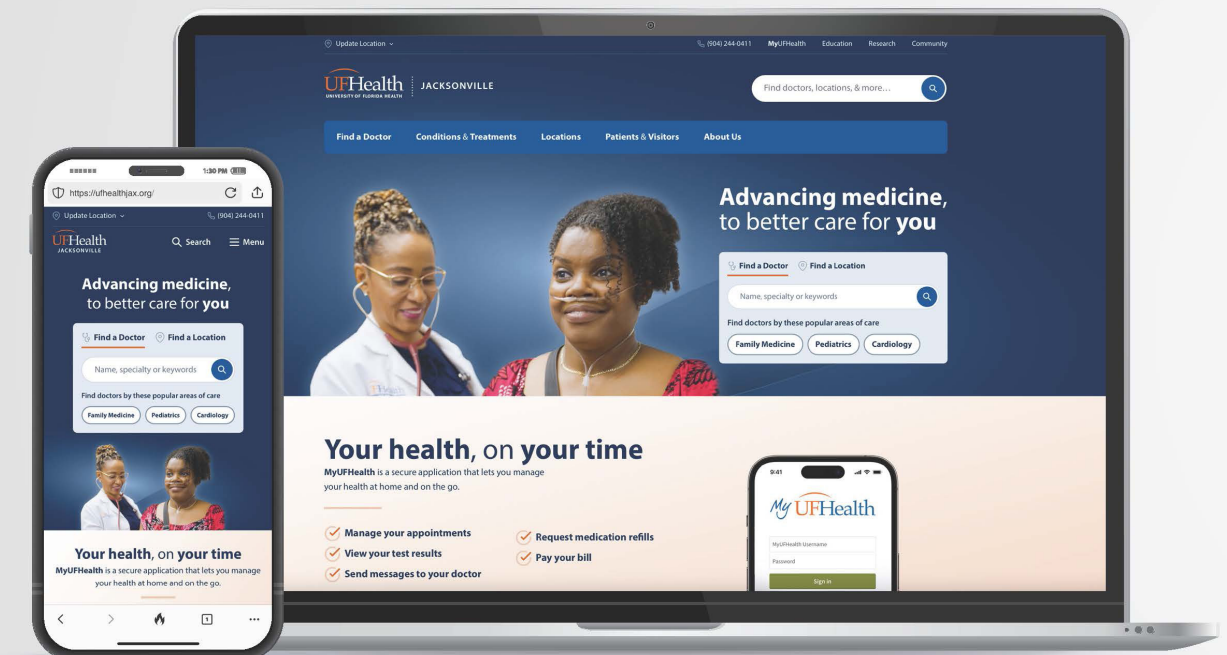 Update Location
(904) 244-0411
MyUFHealth
Education
Research
Community
UFHealth
UNIVERSITY OF FLORIDA HEALTH
JACKSONVILLE
Find doctors, locations, & more...
Find a Doctor
Conditions & Treatments
Locations
Patients & Visitors
About Us
Advancing medicine,
to better care for you
Find a Doctor
Find a Location
Name, specialty or keywords
Find doctors by these popular areas of care
Family Medicine
Pediatrics
Cardiology
Your health, on your time
MyUFHealth is a secure application that lets you manage
your health at home and on the go.
Manage your appointments
View your test results
Send messages to your doctor
Request medication refills
Pay your bill
9:41
My UFHealth
MyUFHealth Username
Password
Sign in
1:30 PM
https://ufhealthjax.org/
Update Location
(904) 244-0411
UFHealth
JACKSONVILLE
Search
Menu
Advancing medicine,
to better care for you
Find a Doctor
Find a Location
Name, specialty or keywords
Find doctors by these popular areas of care
Family Medicine
Pediatrics
Cardiology
Your health, on your time
MyUFHealth is a secure application that lets you manage
your health at home and on the go.
1